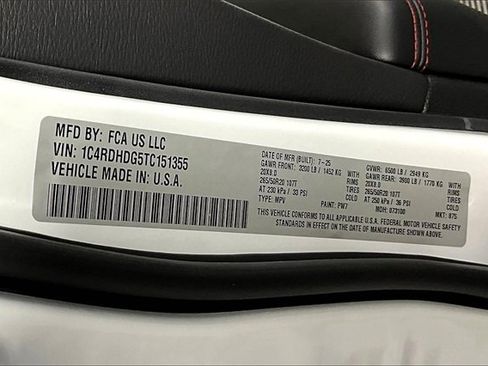 MFD BY: FCA US LLC
VIN: 1C4RDHDG5TC151355
VEHICLE MADE IN: U.S.A.
DATE OF MFR (BUILT): 7-25 GVWR: 6500 LB / 2949 KG
GAWR FRONT: 3200 LB / 1452 KG WITH GAWR REAR: 3900 LB / 1770 KG WITH
20X8.0 RIMS 20X8.0 RIMS
265/50R20 107T TIRES 265/50R20 107T TIRES
AT 230 kPa / 33 PSI COLD AT 250 kPa / 36 PSI COLD
TYPE: MPV PAINT: PW7 MDH: 073100 MKT: 875
THIS VEHICLE CONFORMS TO ALL APPLICABLE U.S.A. FEDERAL MOTOR VEHICLE SAFETY
STANDARDS IN EFFECT ON THE DATE OF MANUFACTURE SHOWN ABOVE.